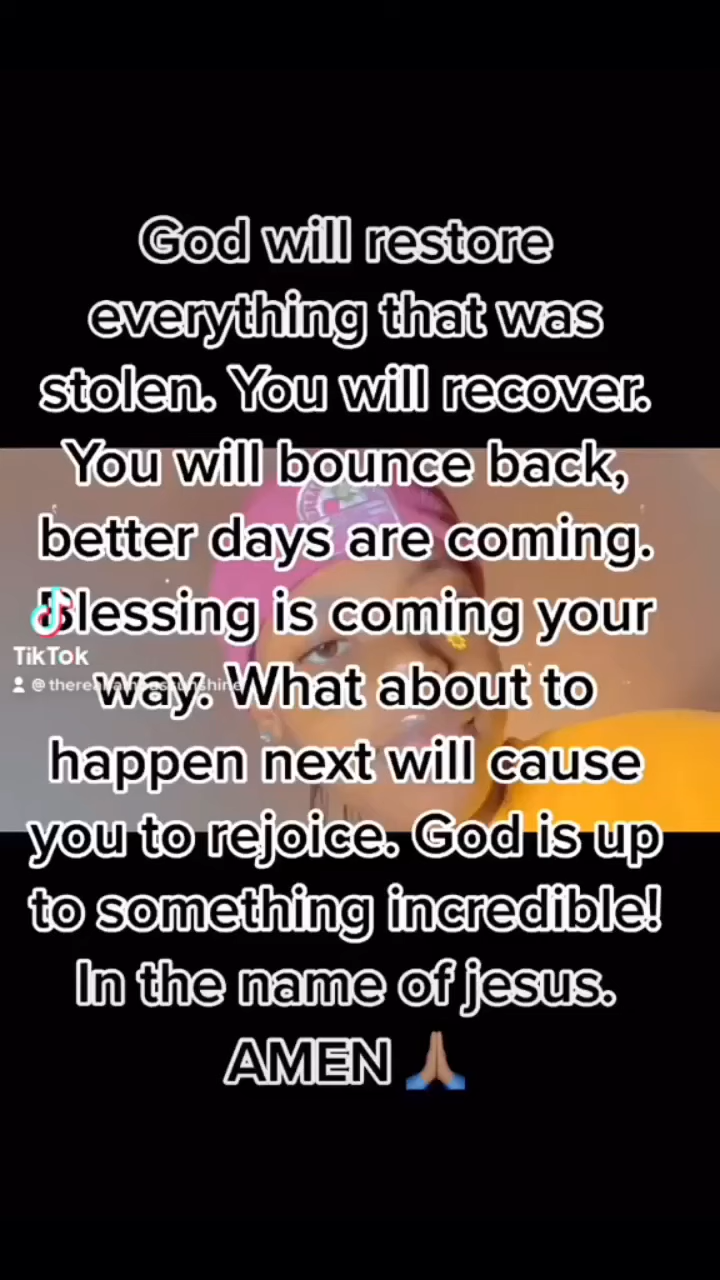 God will restore
everything that was
stolen. You will recover.
You will bounce back,
better days are coming.
Blessing is coming your
TikTok
way. What about to
happen next will cause
you to rejoice. God is up
to something incredible!
In the name of jesus.
AMEN 🙏🏽